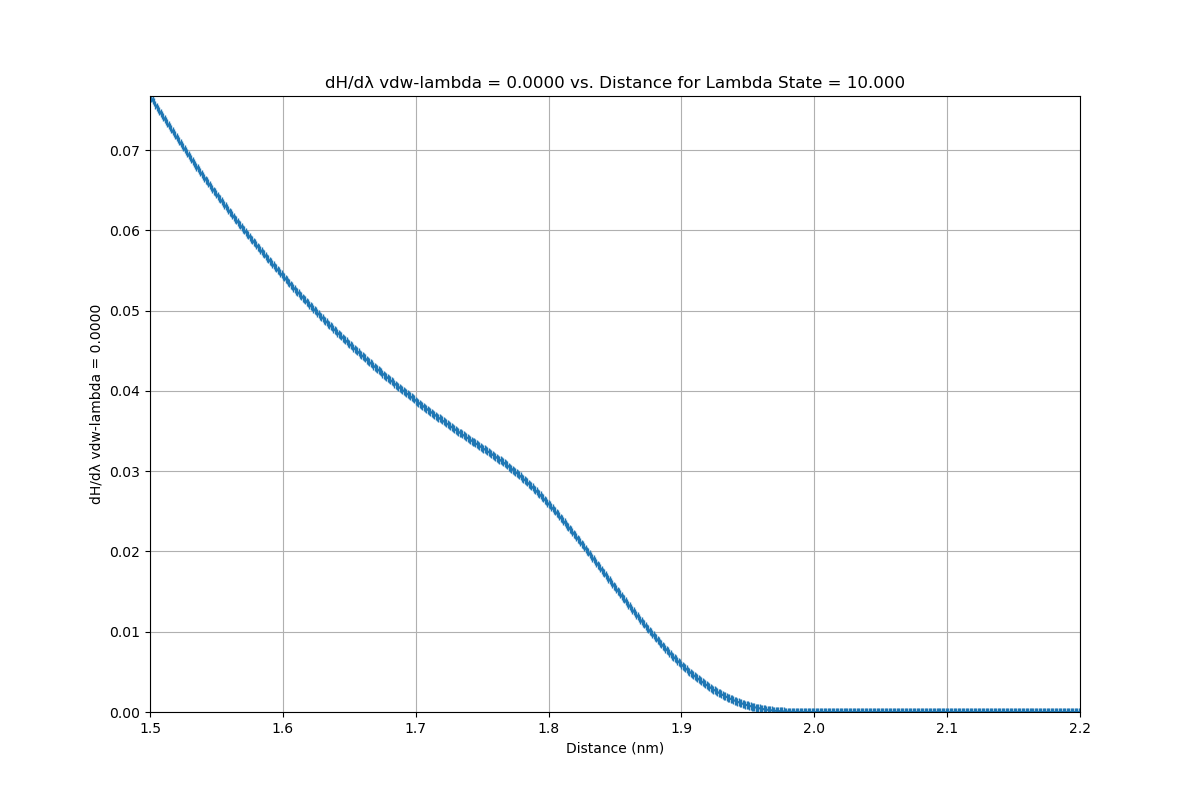 dH/dλ vdw-lambda = 0.0000 vs. Distance for Lambda State = 10.000
dH/dλ vdw-lambda = 0.0000
0.07
0.06
0.05
0.04
0.03
0.02
0.01
0.00
1.5 1.6 1.7 1.8 1.9 2.0 2.1 2.2
Distance (nm)